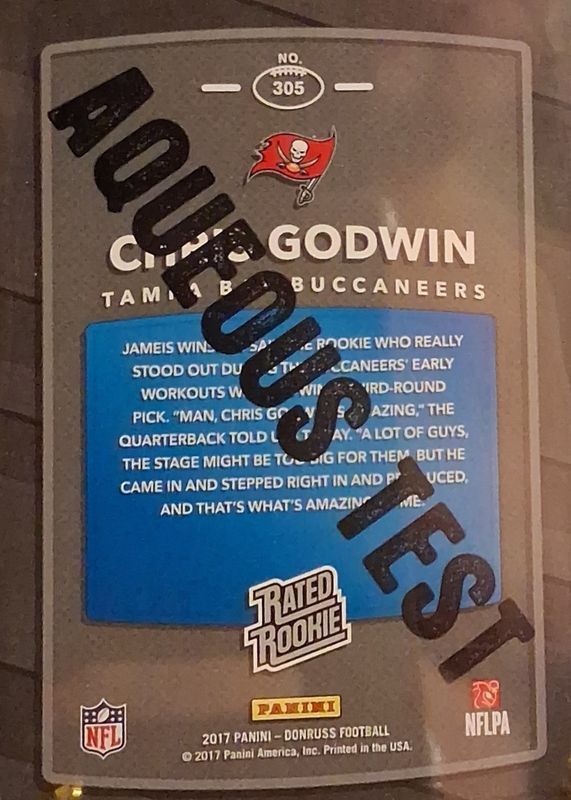 NO.
305
AQUEOUS TEST
CHRIS GODWIN
TAMPA BAY BUCCANEERS
JAMEIS WINSTON SAID THE ROOKIE WHO REALLY
STOOD OUT DURING THE BUCCANEERS' EARLY
WORKOUTS WAS GODWIN, A THIRD-ROUND
PICK. "MAN, CHRIS GODWIN IS AMAZING," THE
QUARTERBACK TOLD USA TODAY. "A LOT OF GUYS,
THE STAGE MIGHT BE TOO BIG FOR THEM, BUT HE
CAME IN AND STEPPED RIGHT IN AND PRODUCED,
AND THAT'S WHAT'S AMAZING TO ME."
RATED
ROOKIE
PANINI
NFL
NFLPA
2017 PANINI – DONRUSS FOOTBALL
© 2017 Panini America, Inc. Printed in the USA.